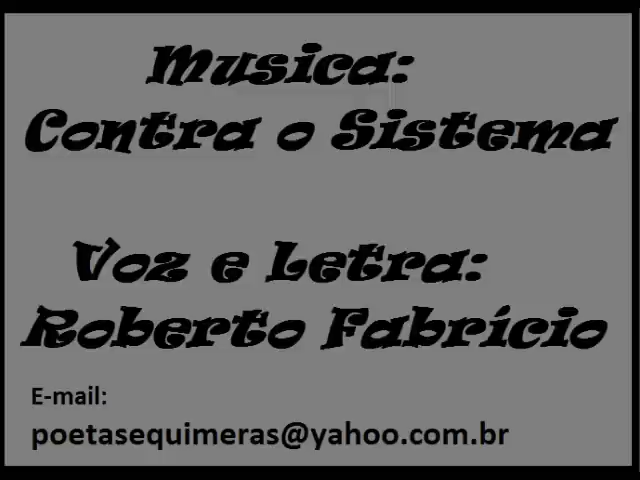 Musica:
Contra o Sistema
Voz e Letra:
Roberto Fabrício
E-mail:
poetasequimeras@yahoo.com.br